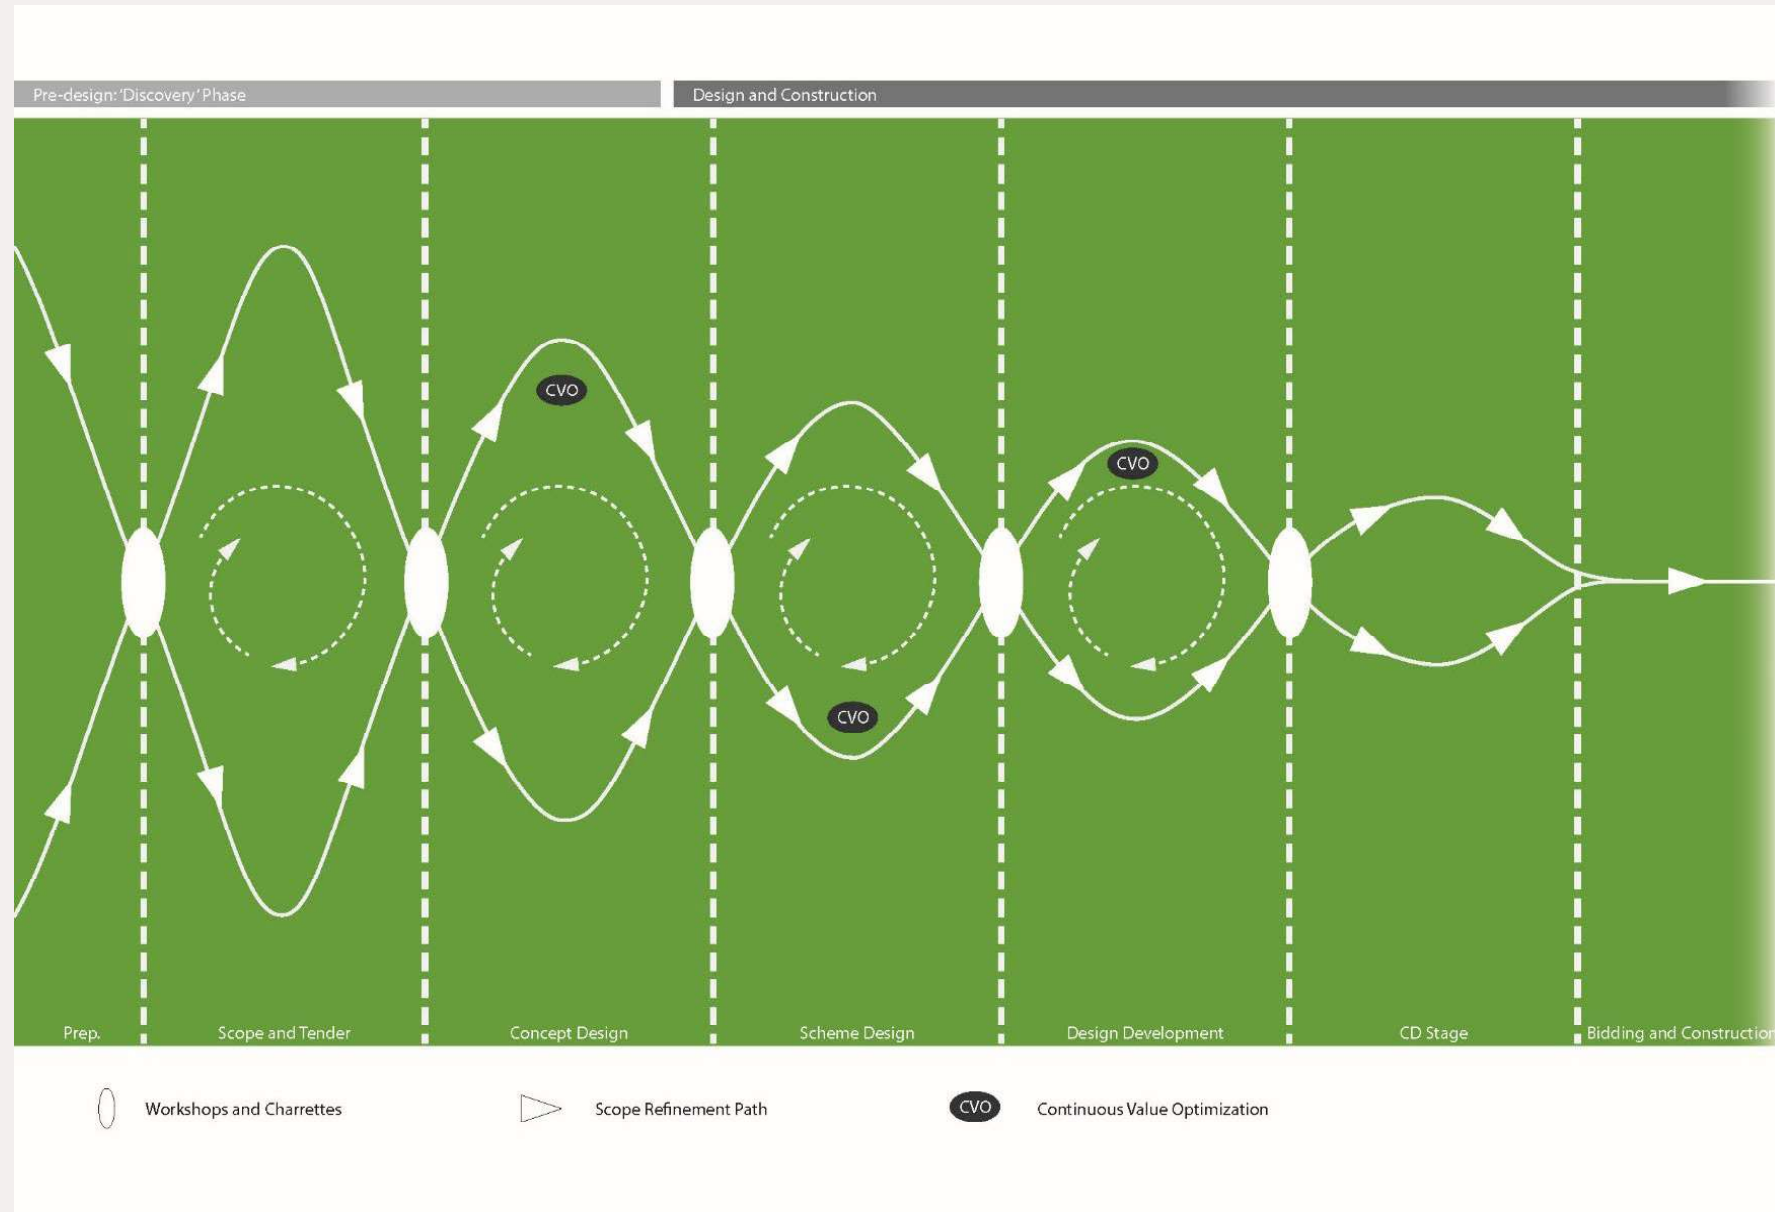 Pre-design: 'Discovery' Phase
Design and Construction
CVO
CVO
CVO
Prep.
Scope and Tender
Concept Design
Scheme Design
Design Development
CD Stage
Bidding and Construction
Workshops and Charrettes
Scope Refinement Path
CVO
Continuous Value Optimization